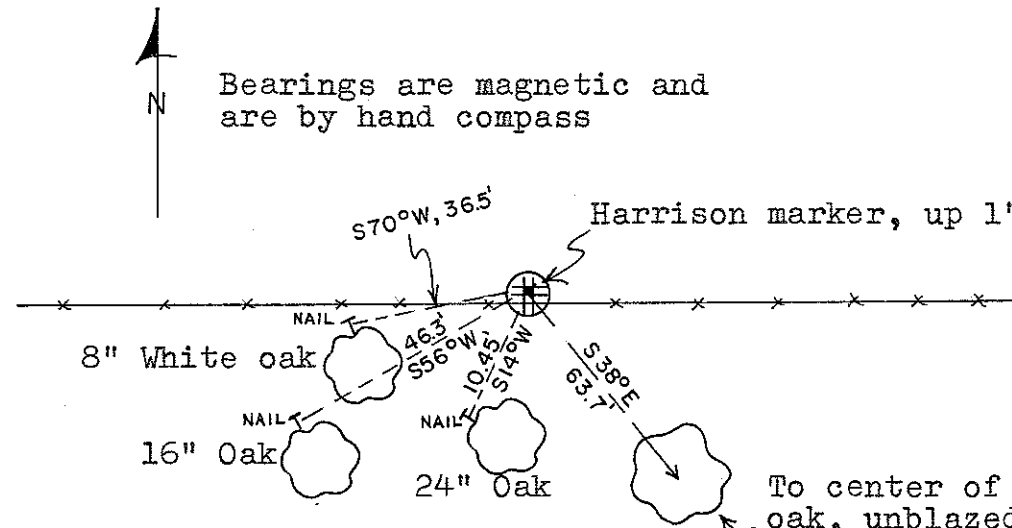 Bearings are magnetic and
are by hand compass
N
S70°W, 36.5'
Harrison marker, up 1'
NAIL
8" White oak
46.3'
S56°W
10.45'
S14°W
S38°E
63.7'
NAIL
16" Oak
NAIL
24" Oak
To center of
oak, unblazed